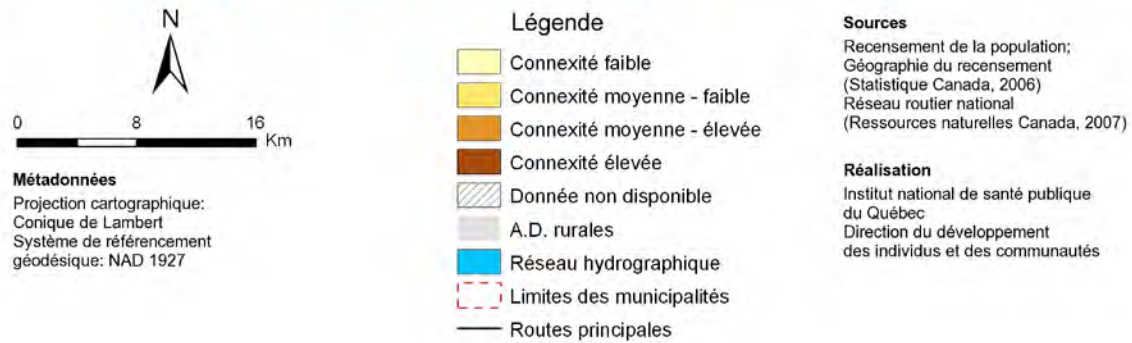 N
0 8 16
Km
Métadonnées
Projection cartographique:
Conique de Lambert
Système de référencement
géodésique: NAD 1927
Légende
Connexité faible
Connexité moyenne - faible
Connexité moyenne - élevée
Connexité élevée
Donnée non disponible
A.D. rurales
Réseau hydrographique
Limites des municipalités
Routes principales
Sources
Recensement de la population;
Géographie du recensement
(Statistique Canada, 2006)
Réseau routier national
(Ressources naturelles Canada, 2007)
Réalisation
Institut national de santé publique
du Québec
Direction du développement
des individus et des communautés